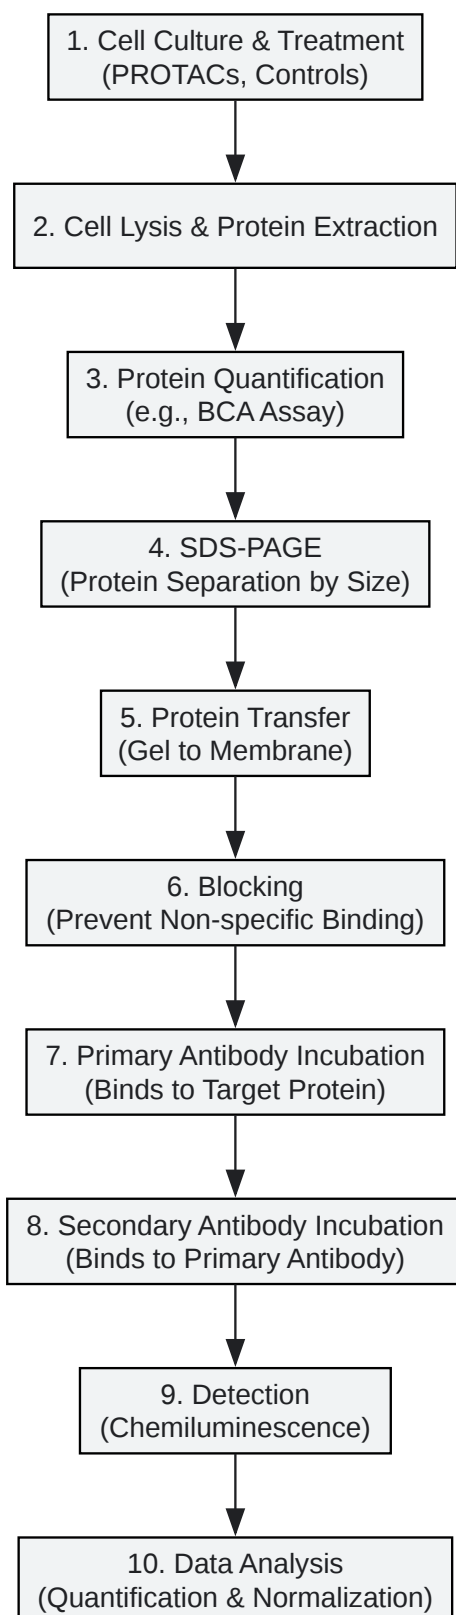 1. Cell Culture & Treatment
(PROTACs, Controls)
2. Cell Lysis & Protein Extraction
3. Protein Quantification
(e.g., BCA Assay)
4. SDS-PAGE
(Protein Separation by Size)
5. Protein Transfer
(Gel to Membrane)
6. Blocking
(Prevent Non-specific Binding)
7. Primary Antibody Incubation
(Binds to Target Protein)
8. Secondary Antibody Incubation
(Binds to Primary Antibody)
9. Detection
(Chemiluminescence)
10. Data Analysis
(Quantification & Normalization)